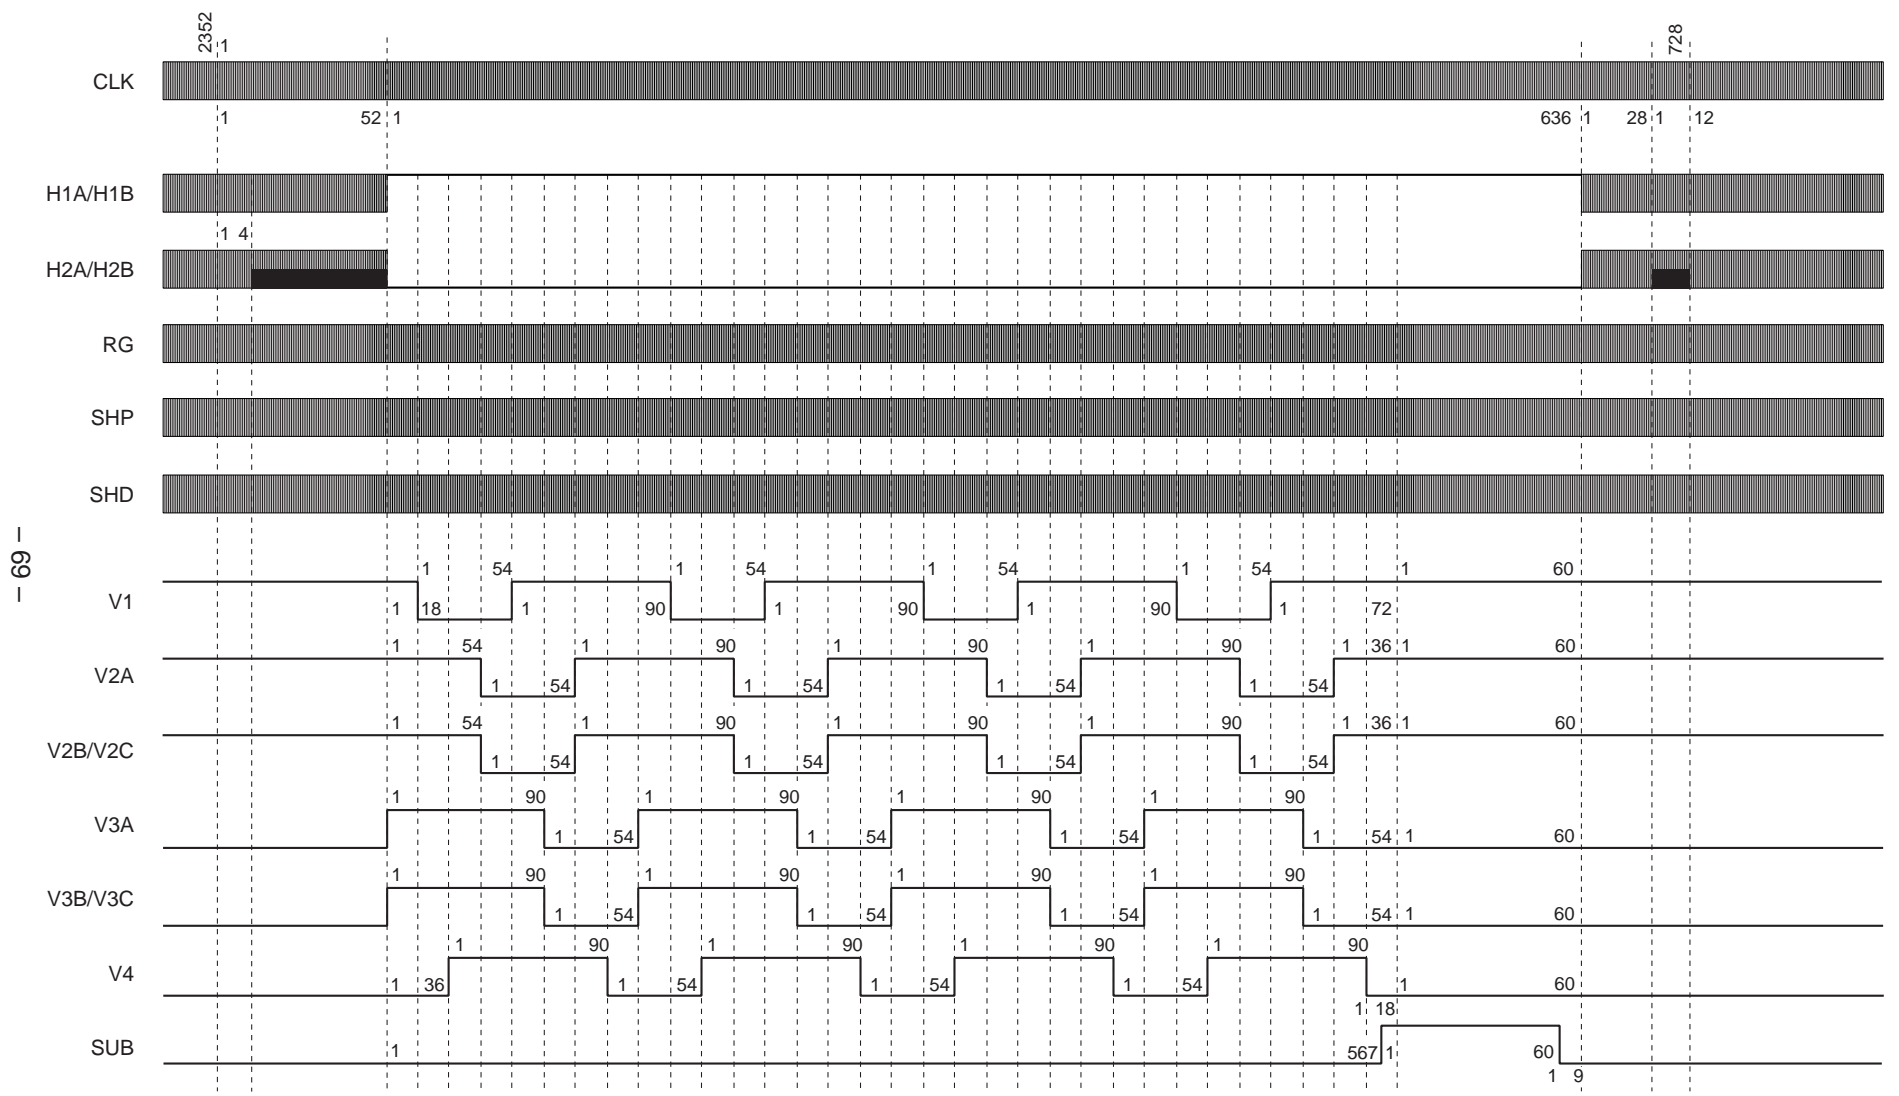 2352
1
728
CLK
1 52 1 636 1 28 1 12
H1A/H1B
1 4
H2A/H2B
RG
SHP
SHD
– 69 –
1 54 1 54 1 54 1 54 1 60
V1
1 18 1 90 1 90 1 90 1 72
1 54 1 90 1 90 1 90 1 36 1 60
V2A
1 54 1 54 1 54 1 54
1 54 1 90 1 90 1 90 1 36 1 60
V2B/V2C
1 54 1 54 1 54 1 54
1 90 1 90 1 90 1 90
V3A
1 54 1 54 1 54 1 54 1 60
1 90 1 90 1 90 1 90
V3B/V3C
1 54 1 54 1 54 1 54 1 60
1 90 1 90 1 90 1 90
V4
1 36 1 54 1 54 1 54 1 60
1 18
SUB
1 567 1 60
1 9